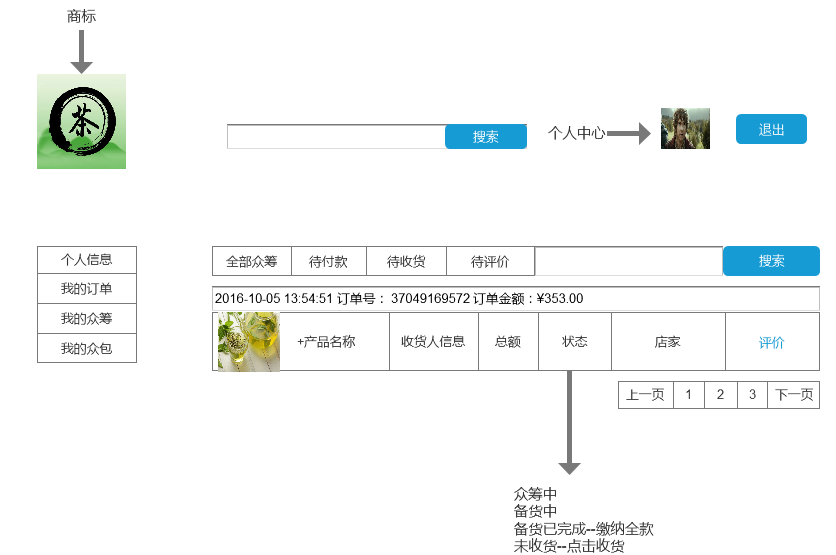 商标
茶
搜索
个人中心
退出
个人信息
我的订单
我的众筹
我的众包
全部众筹 待付款 待收货 待评价 搜索
2016-10-05 13:54:51 订单号： 37049169572 订单金额：¥353.00
+产品名称 收货人信息 总额 状态 店家 评价
上一页 1 2 3 下一页
众筹中
备货中
备货已完成--缴纳全款
未收货--点击收货